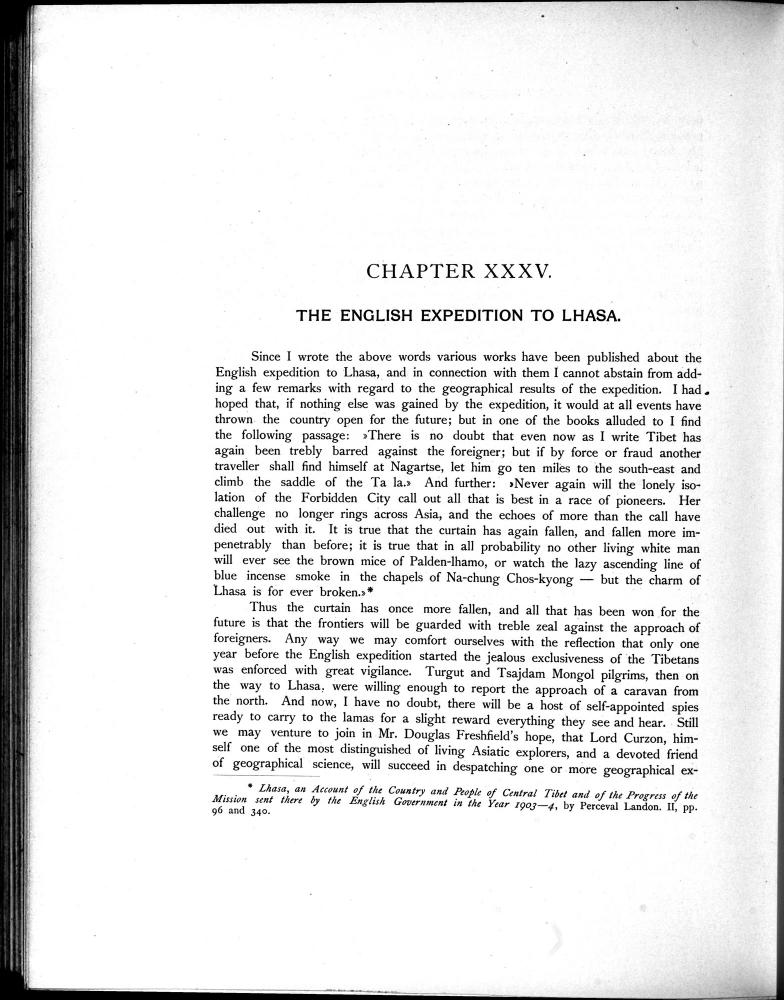 CHAPTER XXXV.
THE ENGLISH EXPEDITION TO LHASA.
Since I wrote the above words various works have been published about the
English expedition to Lhasa, and in connection with them I cannot abstain from add-
ing a few remarks with regard to the geographical results of the expedition. I had
hoped that, if nothing else was gained by the expedition, it would at all events have
thrown the country open for the future; but in one of the books alluded to I find
the following passage: »There is no doubt that even now as I write Tibet has
again been trebly barred against the foreigner; but if by force or fraud another
traveller shall find himself at Nagartse, let him go ten miles to the south-east and
climb the saddle of the Ta la.» And further: »Never again will the lonely iso-
lation of the Forbidden City call out all that is best in a race of pioneers. Her
challenge no longer rings across Asia, and the echoes of more than the call have
died out with it. It is true that the curtain has again fallen, and fallen more im-
penetrably than before; it is true that in all probability no other living white man
will ever see the brown mice of Palden-lhamo, or watch the lazy ascending line of
blue incense smoke in the chapels of Na-chung Chos-kyong — but the charm of
Lhasa is for ever broken.»*
Thus the curtain has once more fallen, and all that has been won for the
future is that the frontiers will be guarded with treble zeal against the approach of
foreigners. Any way we may comfort ourselves with the reflection that only one
year before the English expedition started the jealous exclusiveness of the Tibetans
was enforced with great vigilance. Turgut and Tsajdam Mongol pilgrims, then on
the way to Lhasa, were willing enough to report the approach of a caravan from
the north. And now, I have no doubt, there will be a host of self-appointed spies
ready to carry to the lamas for a slight reward everything they see and hear. Still
we may venture to join in Mr. Douglas Freshfield's hope, that Lord Curzon, him-
self one of the most distinguished of living Asiatic explorers, and a devoted friend
of geographical science, will succeed in despatching one or more geographical ex-
* Lhasa, an Account of the Country and People of Central Tibet and of the Progress of the
Mission sent there by the English Government in the Year 1903—4, by Perceval Landon. II, pp.
96 and 340.